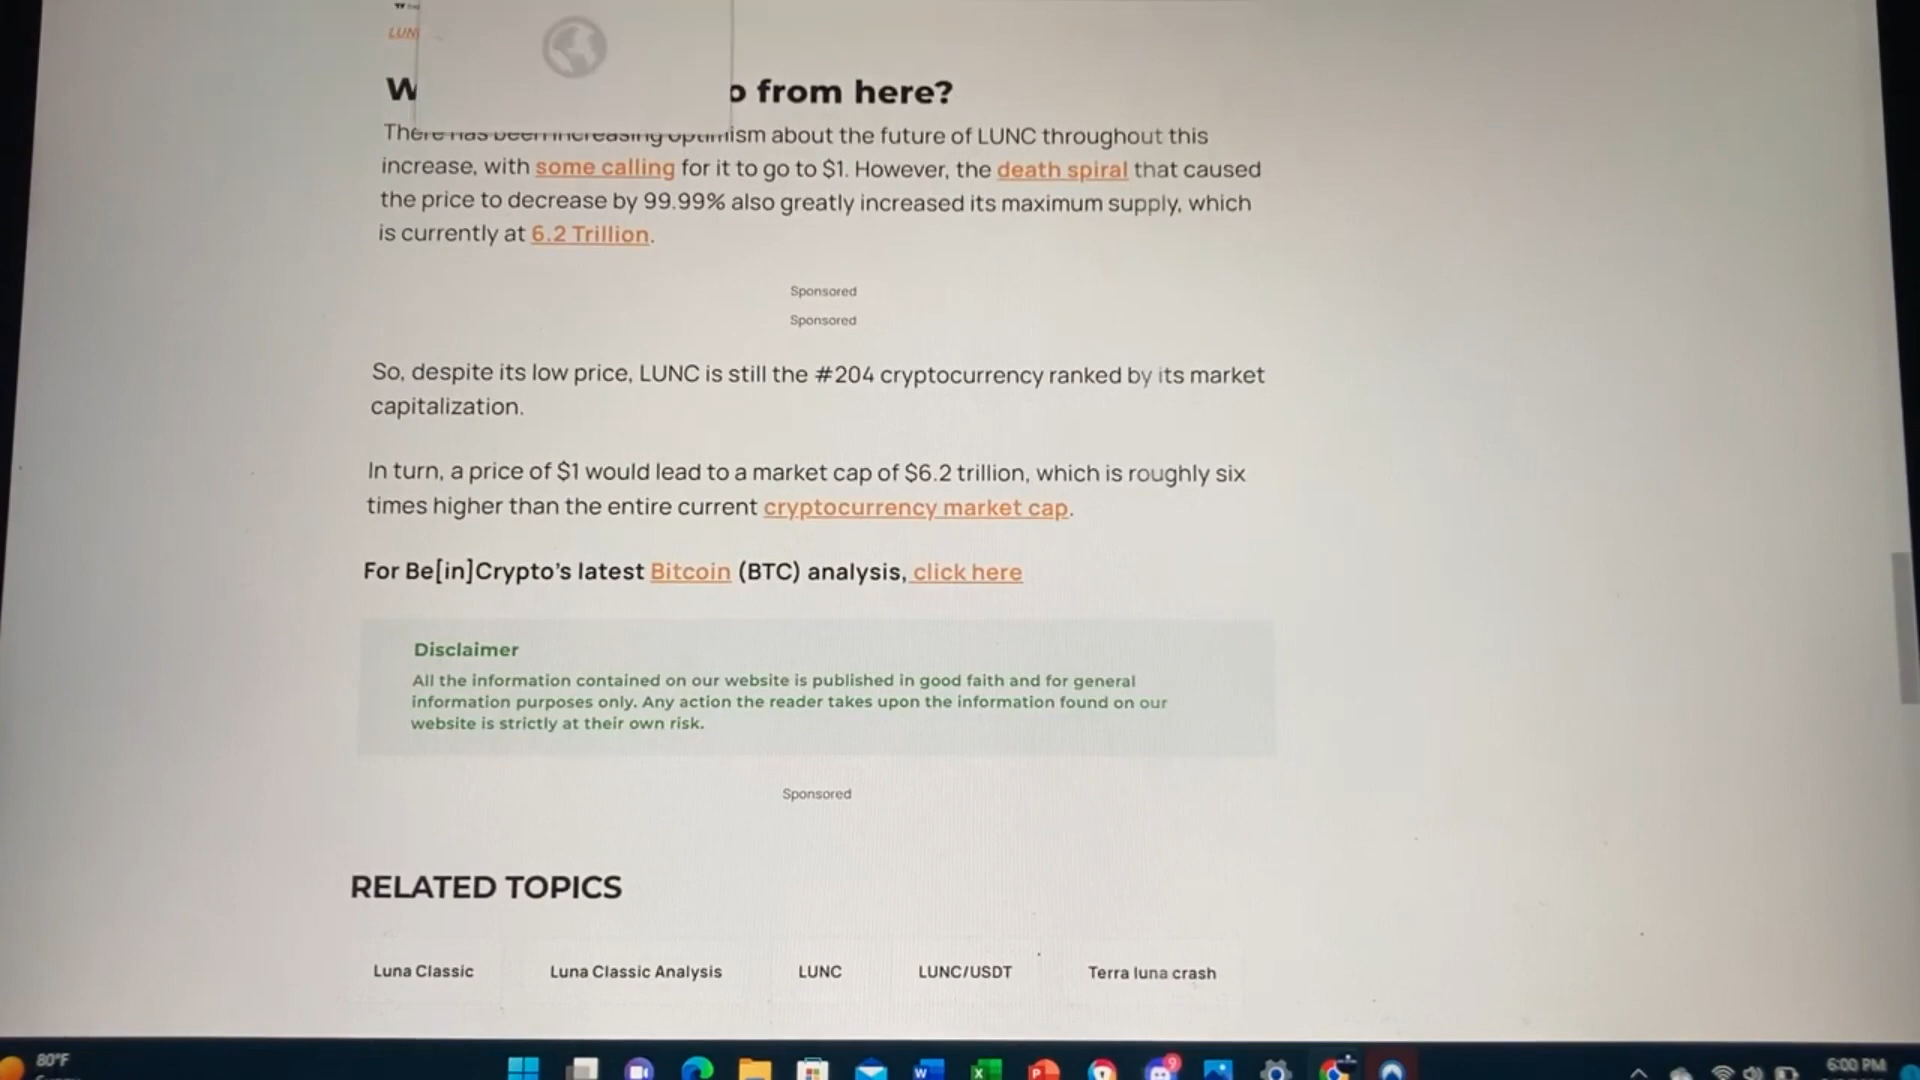 LUN
W o from here?
There has been increasing optimism about the future of LUNC throughout this
increase, with some calling for it to go to $1. However, the death spiral that caused
the price to decrease by 99.99% also greatly increased its maximum supply, which
is currently at 6.2 Trillion.
Sponsored
Sponsored
So, despite its low price, LUNC is still the #204 cryptocurrency ranked by its market
capitalization.
In turn, a price of $1 would lead to a market cap of $6.2 trillion, which is roughly six
times higher than the entire current cryptocurrency market cap.
For Be[in]Crypto's latest Bitcoin (BTC) analysis, click here
Disclaimer
All the information contained on our website is published in good faith and for general
information purposes only. Any action the reader takes upon the information found on our
website is strictly at their own risk.
Sponsored
RELATED TOPICS
Luna Classic Luna Classic Analysis LUNC LUNC/USDT Terra luna crash
80°F 6:00 PM